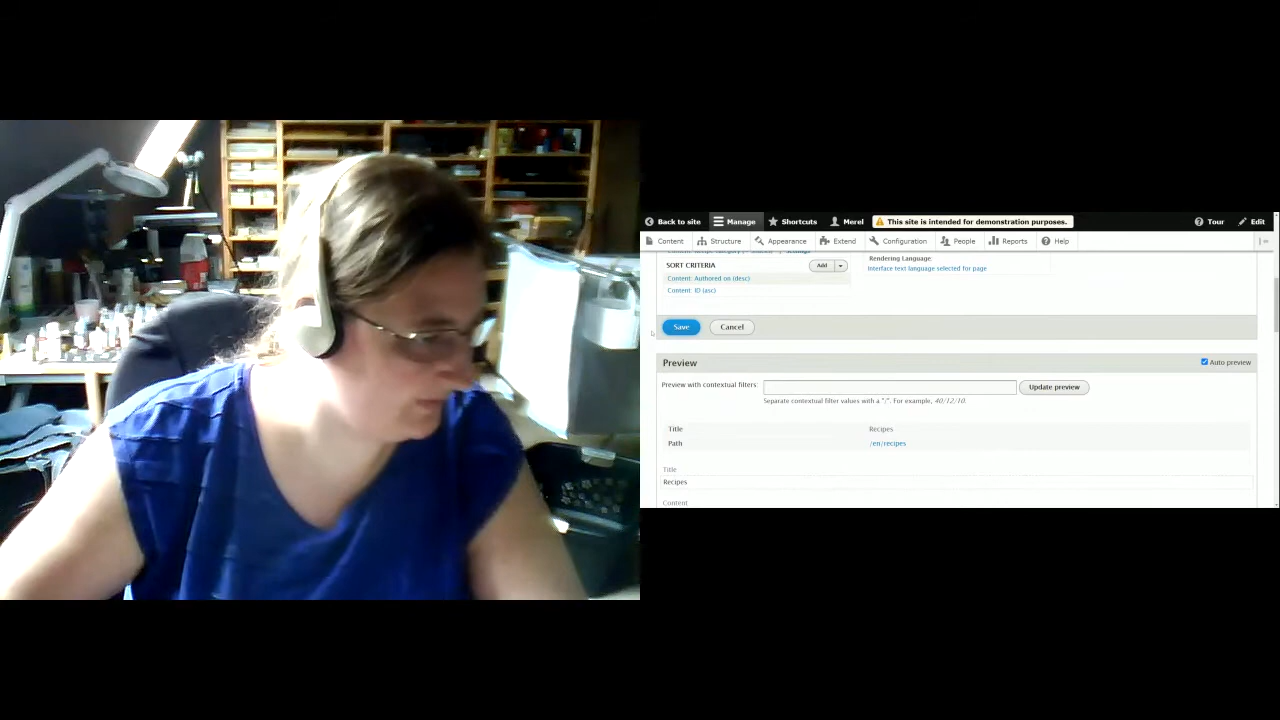 Back to site Manage Shortcuts Merel This site is intended for demonstration purposes. Tour Edit
Content Structure Appearance Extend Configuration People Reports Help
SORT CRITERIA Add
Content: Authored on (desc)
Content: ID (asc)
Rendering Language:
Interface text language selected for page
Save Cancel
Preview Auto preview
Preview with contextual filters: Update preview
Separate contextual filter values with a "/". For example, 40/12/10.
Title Recipes
Path /en/recipes
Title
Recipes
Content